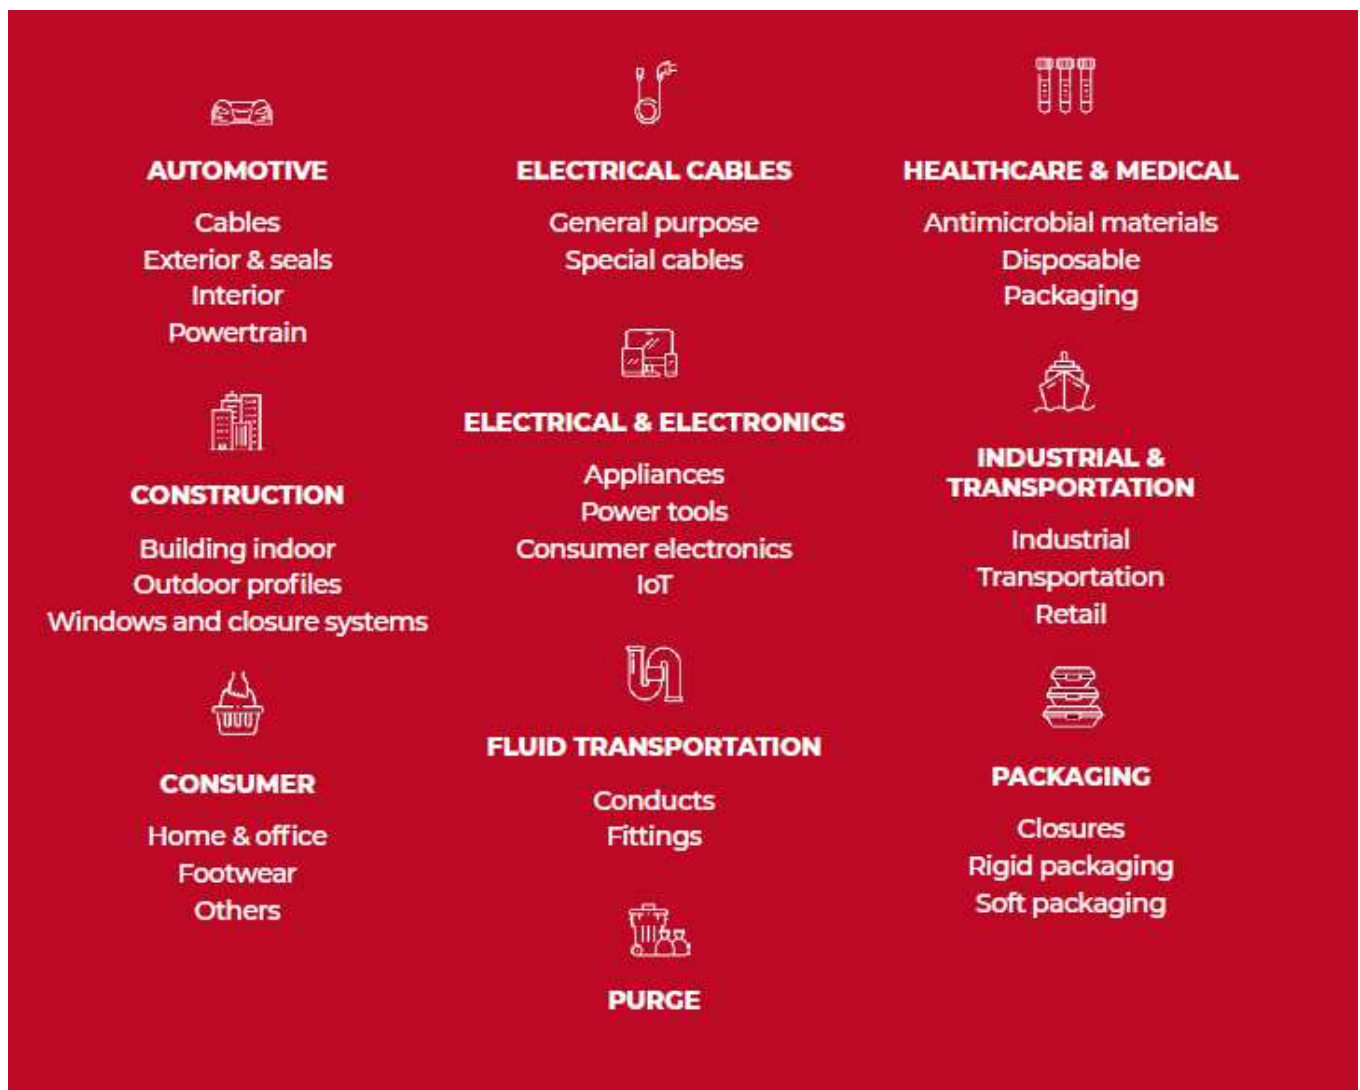 AUTOMOTIVE
Cables
Exterior & seals
Interior
Powertrain
CONSTRUCTION
Building indoor
Outdoor profiles
Windows and closure systems
CONSUMER
Home & office
Footwear
Others
ELECTRICAL CABLES
General purpose
Special cables
ELECTRICAL & ELECTRONICS
Appliances
Power tools
Consumer electronics
IoT
FLUID TRANSPORTATION
Conducts
Fittings
PURGE
HEALTHCARE & MEDICAL
Antimicrobial materials
Disposable
Packaging
INDUSTRIAL &
TRANSPORTATION
Industrial
Transportation
Retail
PACKAGING
Closures
Rigid packaging
Soft packaging